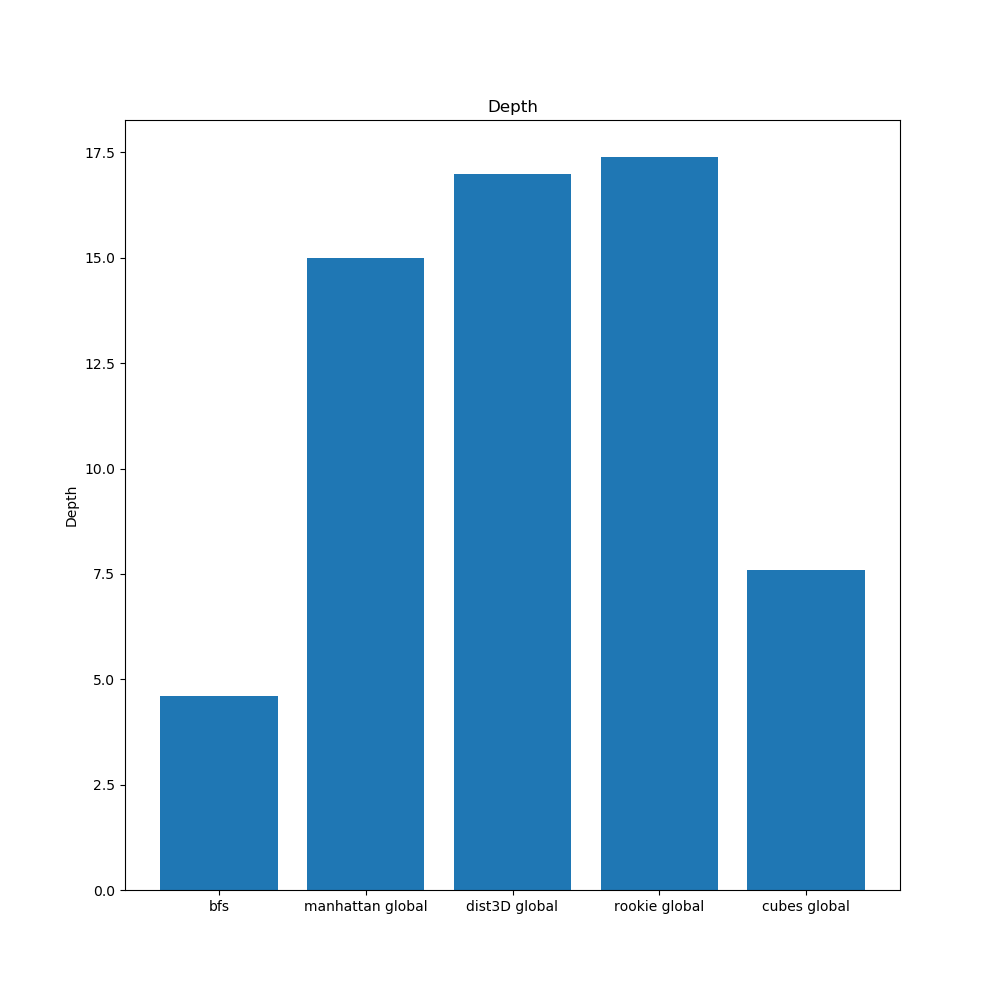 Depth
17.5
15.0
12.5
10.0
7.5
5.0
2.5
0.0
Depth
bfs
manhattan global
dist3D global
rookie global
cubes global